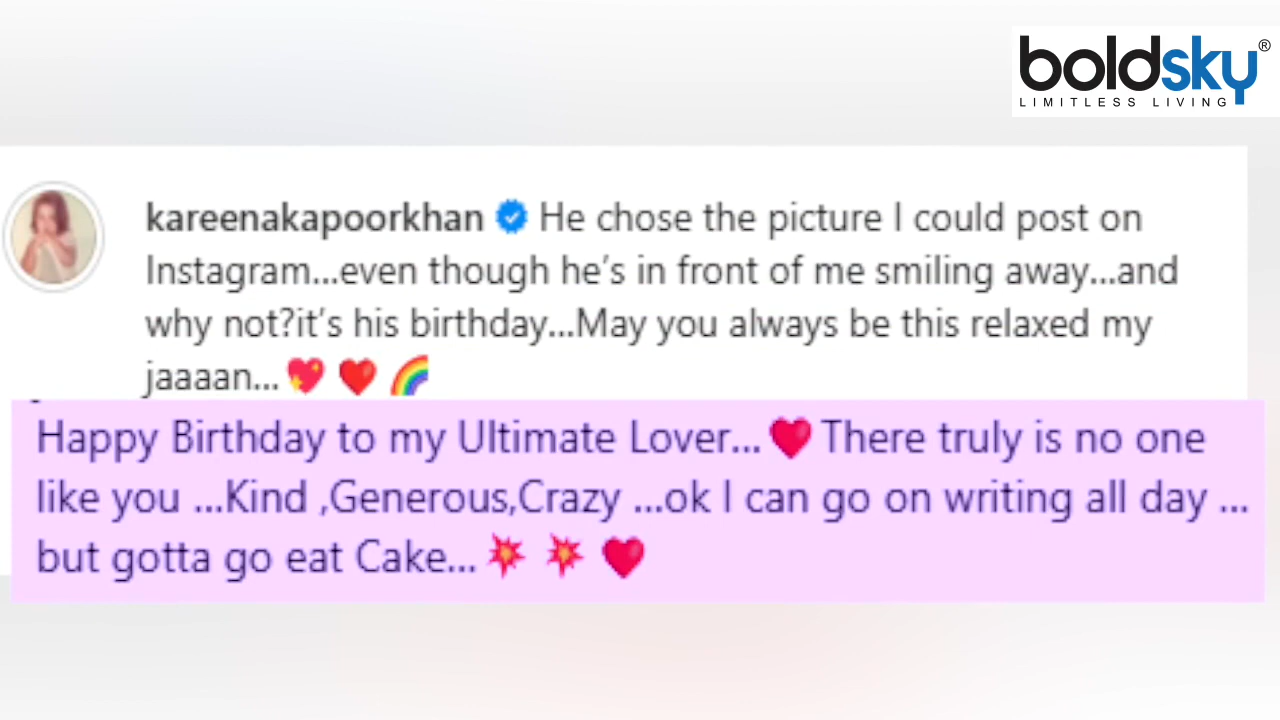 boldsky®
LIMITLESS LIVING
kareenakapoorkhan He chose the picture I could post on
Instagram...even though he's in front of me smiling away...and
why not?it's his birthday...May you always be this relaxed my
jaaaan...💖 ❤️ 🌈
Happy Birthday to my Ultimate Lover...❤️ There truly is no one
like you ...Kind ,Generous,Crazy ...ok I can go on writing all day ...
but gotta go eat Cake...💥 💥 ❤️